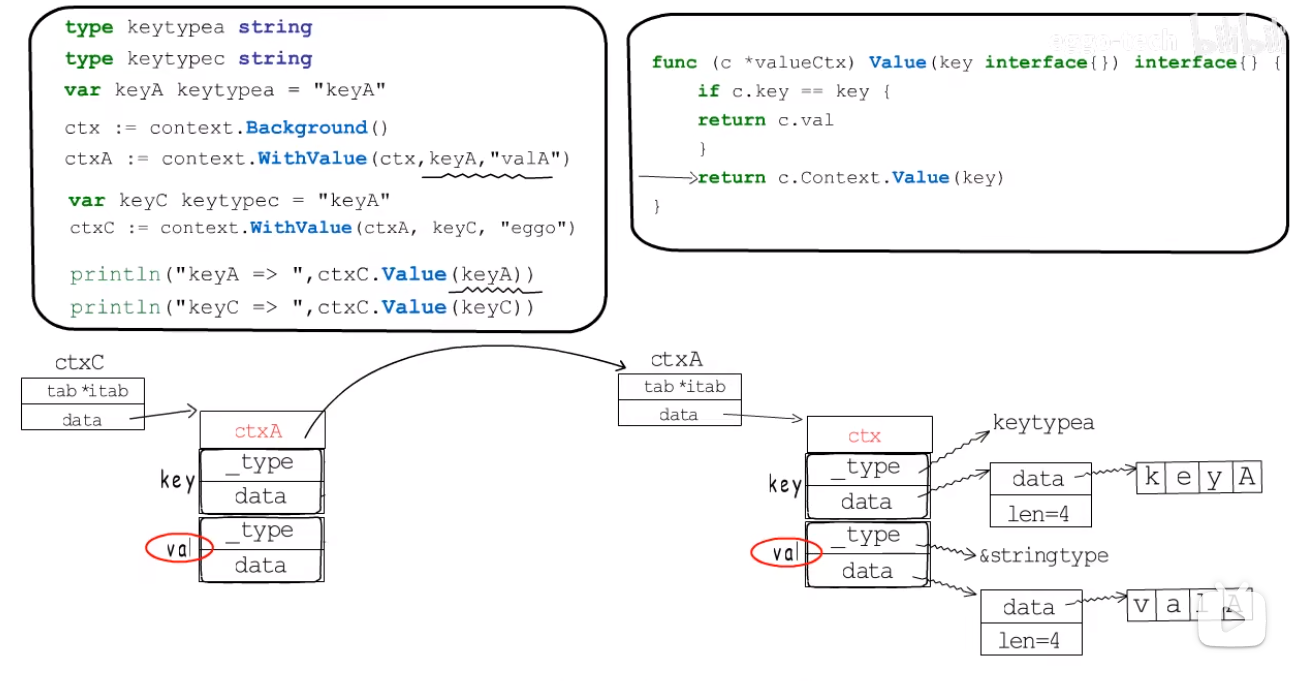 type keytypea string
type keytypec string
var keyA keytypea = "keyA"
ctx := context.Background()
ctxA := context.WithValue(ctx,keyA,"valA")
var keyC keytypec = "keyA"
ctxC := context.WithValue(ctxA, keyC, "eggo")
println("keyA => ",ctxC.Value(keyA))
println("keyC => ",ctxC.Value(keyC))
eggo-tech bilibili
func (c *valueCtx) Value(key interface{}) interface{} {
if c.key == key {
return c.val
}
return c.Context.Value(key)
}
ctxC
tab *itab
data
ctxA
key
_type
data
val
_type
data
ctxA
tab *itab
data
ctx
key
_type
data
val
_type
data
keytypea
data
len=4
k e y A
&stringtype
data
len=4
v a l A